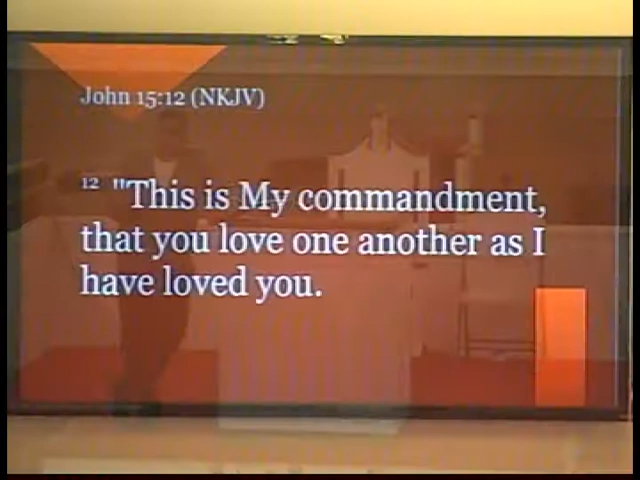 John 15:12 (NKJV)
12 "This is My commandment,
that you love one another as I
have loved you.